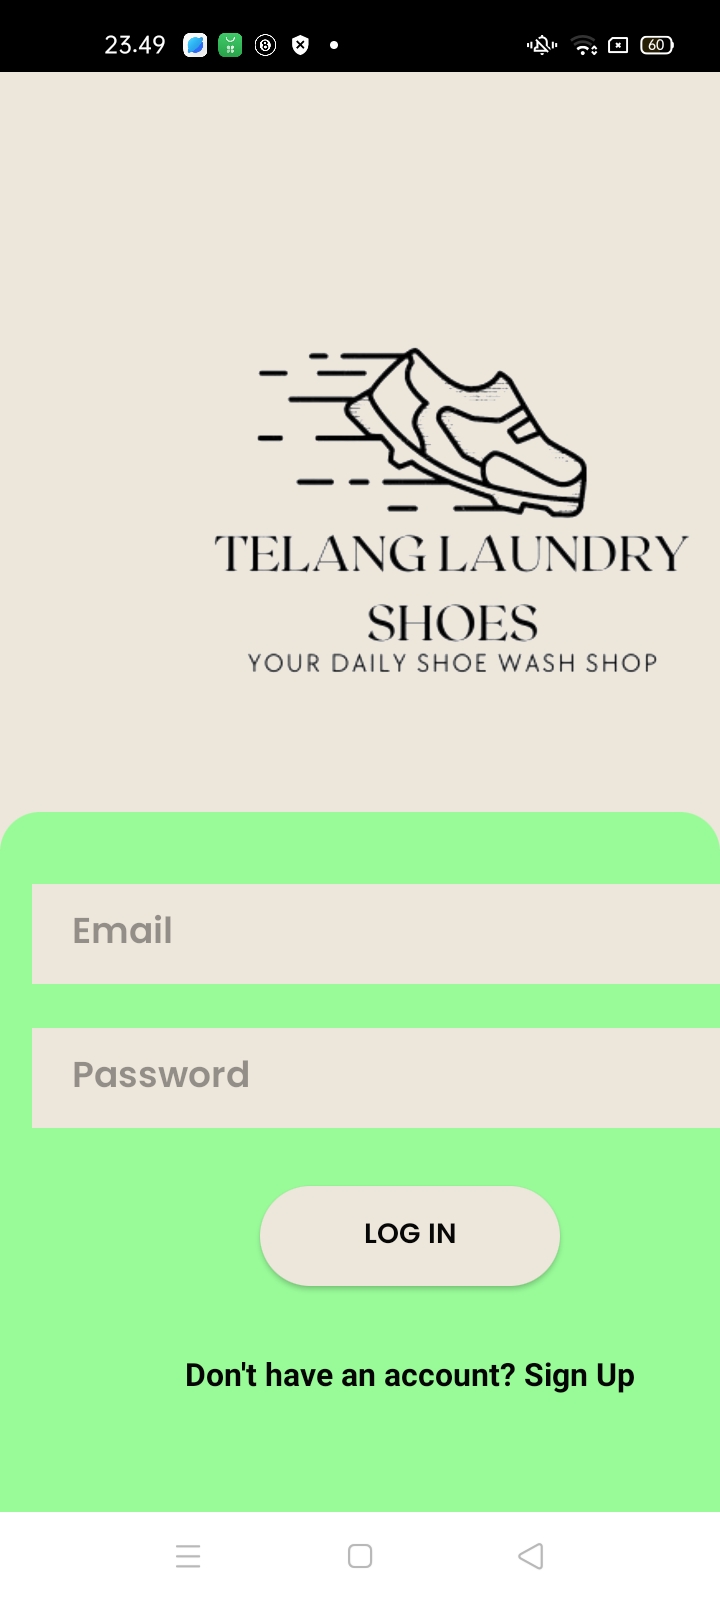 23.49
60
TELANG LAUNDRY
SHOES
YOUR DAILY SHOE WASH SHOP
Email
Password
LOG IN
Don't have an account? Sign Up